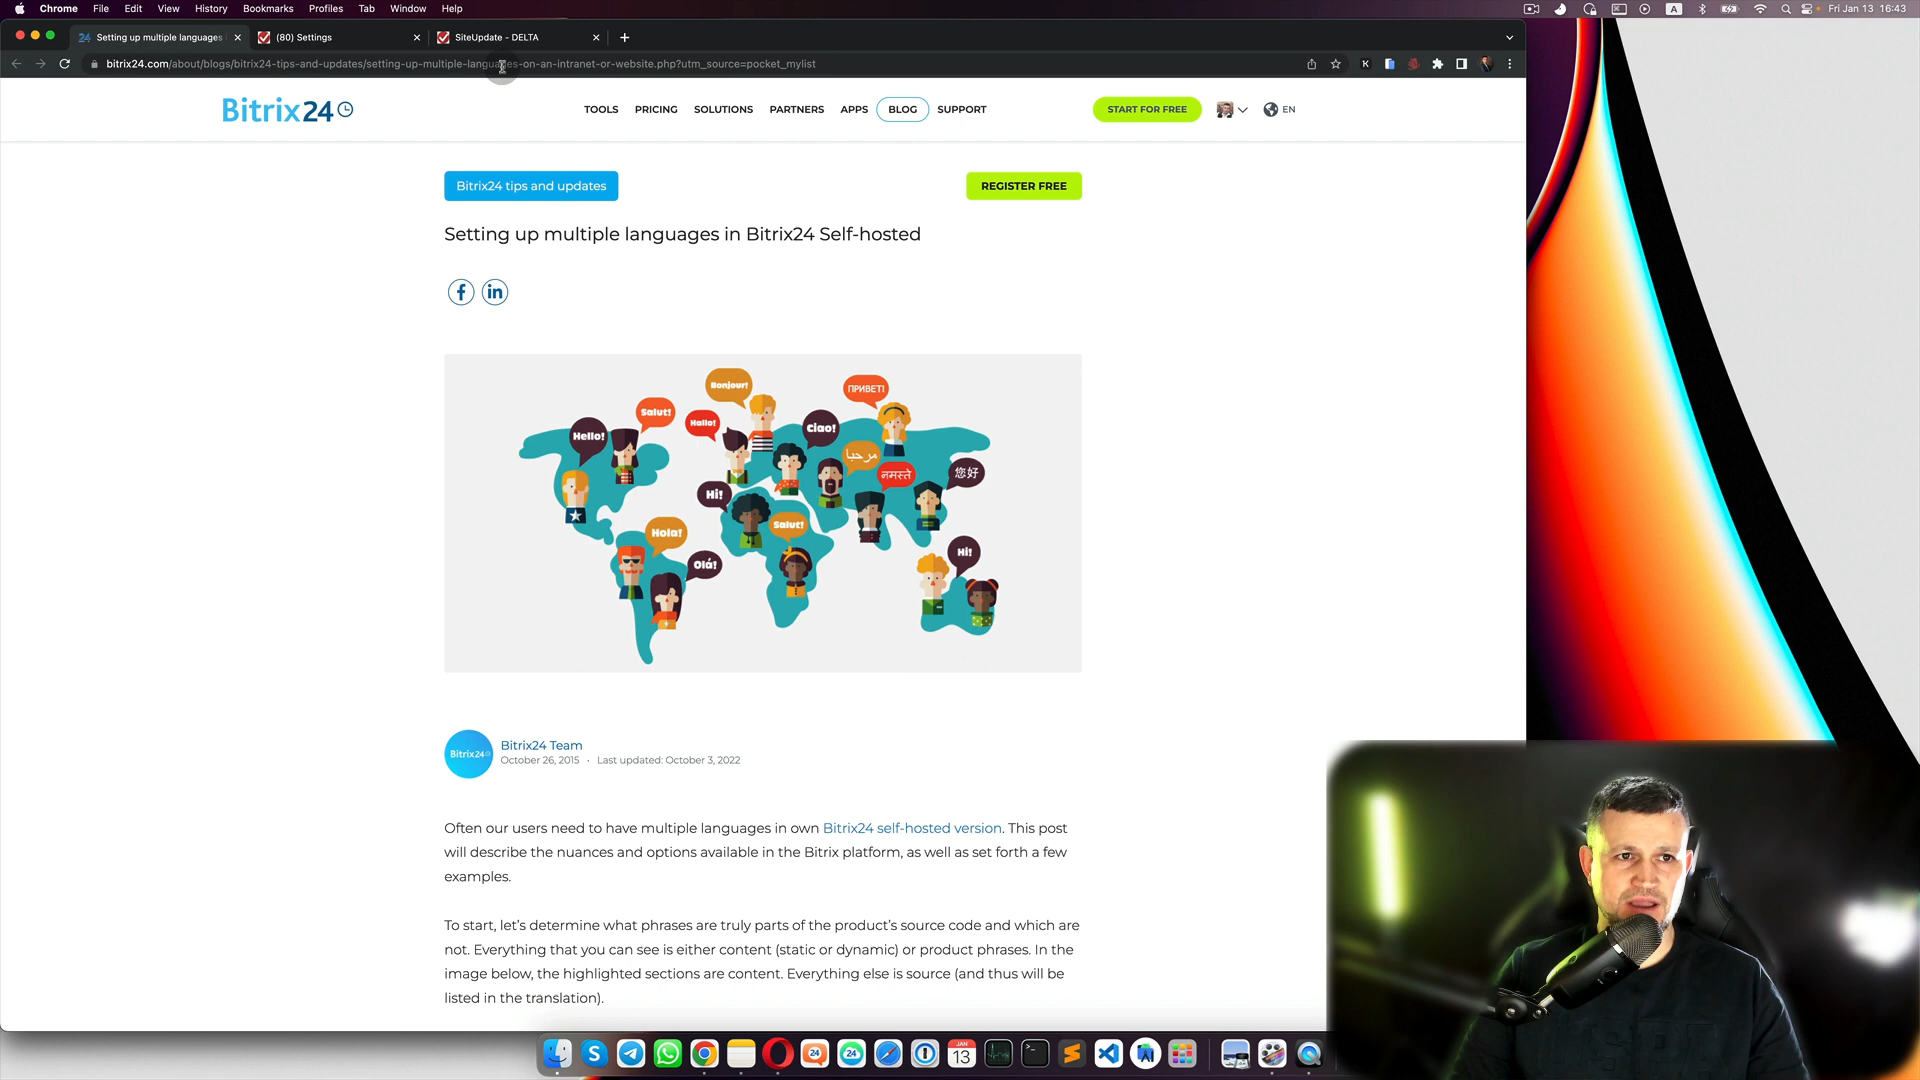 Chrome File Edit View History Bookmarks Profiles Tab Window Help
A
Fri Jan 13 16:43
24 Setting up multiple languages
(80) Settings
SiteUpdate - DELTA
bitrix24.com/about/blogs/bitrix24-tips-and-updates/setting-up-multiple-languages-on-an-intranet-or-website.php?utm_source=pocket_mylist
K
Bitrix24
TOOLS PRICING SOLUTIONS PARTNERS APPS BLOG SUPPORT
START FOR FREE
EN
Bitrix24 tips and updates
REGISTER FREE
Setting up multiple languages in Bitrix24 Self-hosted
f in
Bonjour!
ПРИВЕТ!
Salut!
Hallo!
Hello!
Ciao!
مرحبا
नमस्ते
您好
Hi!
Salut!
Hola!
Olá!
Hi!
Bitrix24
Bitrix24 Team
October 26, 2015 · Last updated: October 3, 2022
Often our users need to have multiple languages in own Bitrix24 self-hosted version. This post
will describe the nuances and options available in the Bitrix platform, as well as set forth a few
examples.
To start, let's determine what phrases are truly parts of the product's source code and which are
not. Everything that you can see is either content (static or dynamic) or product phrases. In the
image below, the highlighted sections are content. Everything else is source (and thus will be
listed in the translation).
24
24
JAN
13